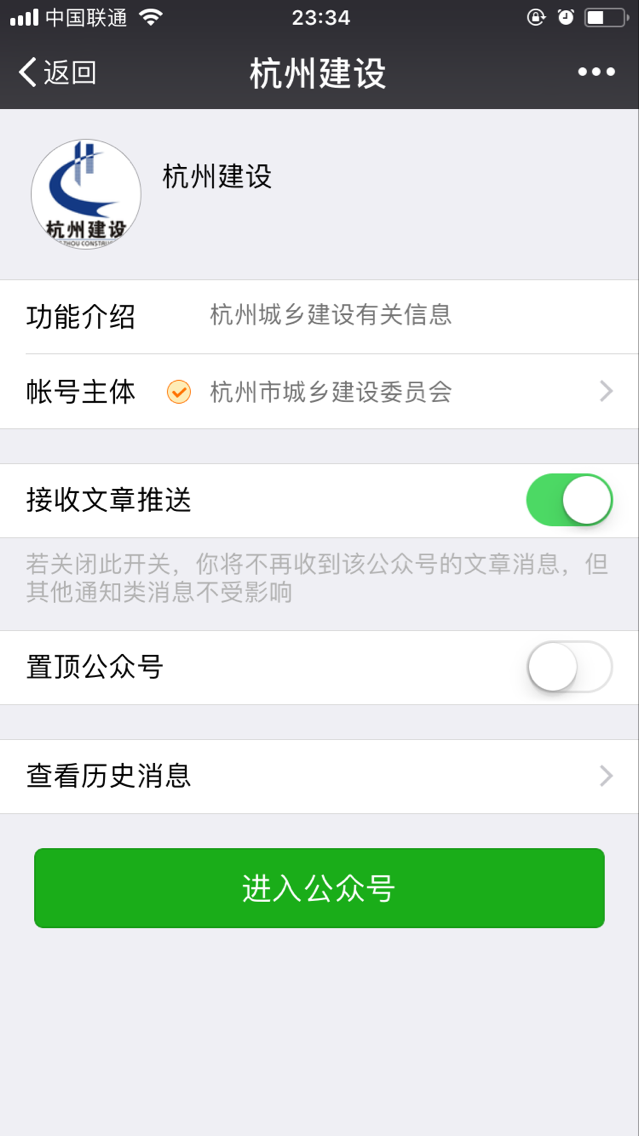 中国联通
23:34
返回
杭州建设
杭州建设
杭州建设
功能介绍
杭州城乡建设有关信息
帐号主体
杭州市城乡建设委员会
接收文章推送
若关闭此开关，你将不再收到该公众号的文章消息，但
其他通知类消息不受影响
置顶公众号
查看历史消息
进入公众号